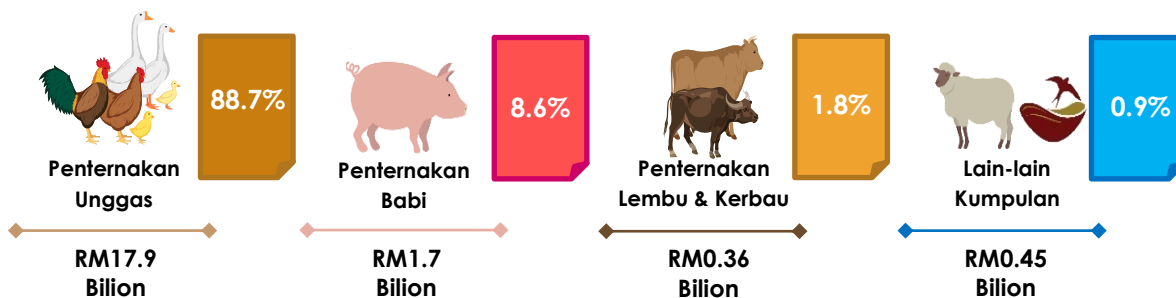 88.7%
Penternakan
Unggas
RM17.9
Bilion
8.6%
Penternakan
Babi
RM1.7
Bilion
1.8%
Penternakan
Lembu & Kerbau
RM0.36
Bilion
0.9%
Lain-lain
Kumpulan
RM0.45
Bilion